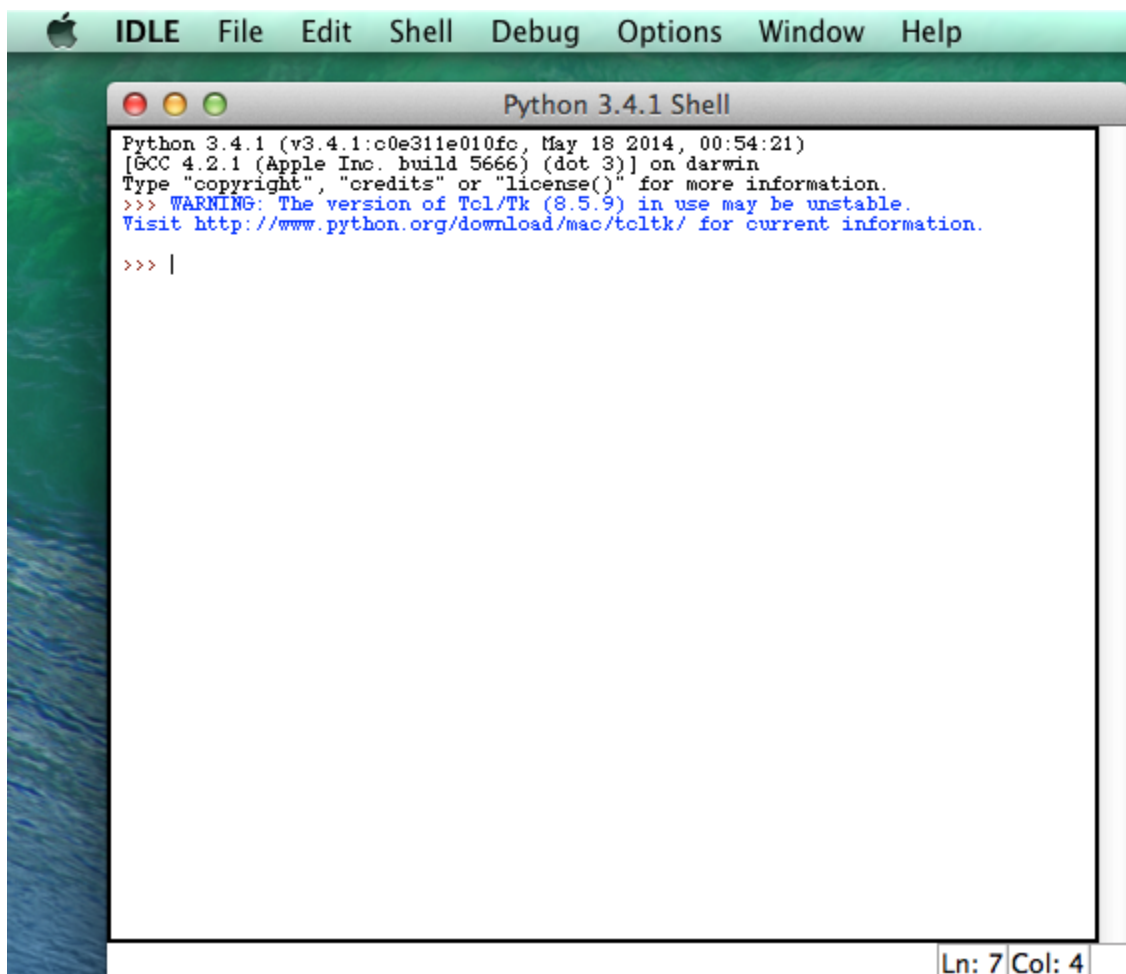 IDLE File Edit Shell Debug Options Window Help
Python 3.4.1 Shell
Python 3.4.1 (v3.4.1:c0e311e010fc, May 18 2014, 00:54:21)
[GCC 4.2.1 (Apple Inc. build 5666) (dot 3)] on darwin
Type "copyright", "credits" or "license()" for more information.
>>> WARNING: The version of Tcl/Tk (8.5.9) in use may be unstable.
Visit http://www.python.org/download/mac/tcltk/ for current information.
>>>
Ln: 7 Col: 4